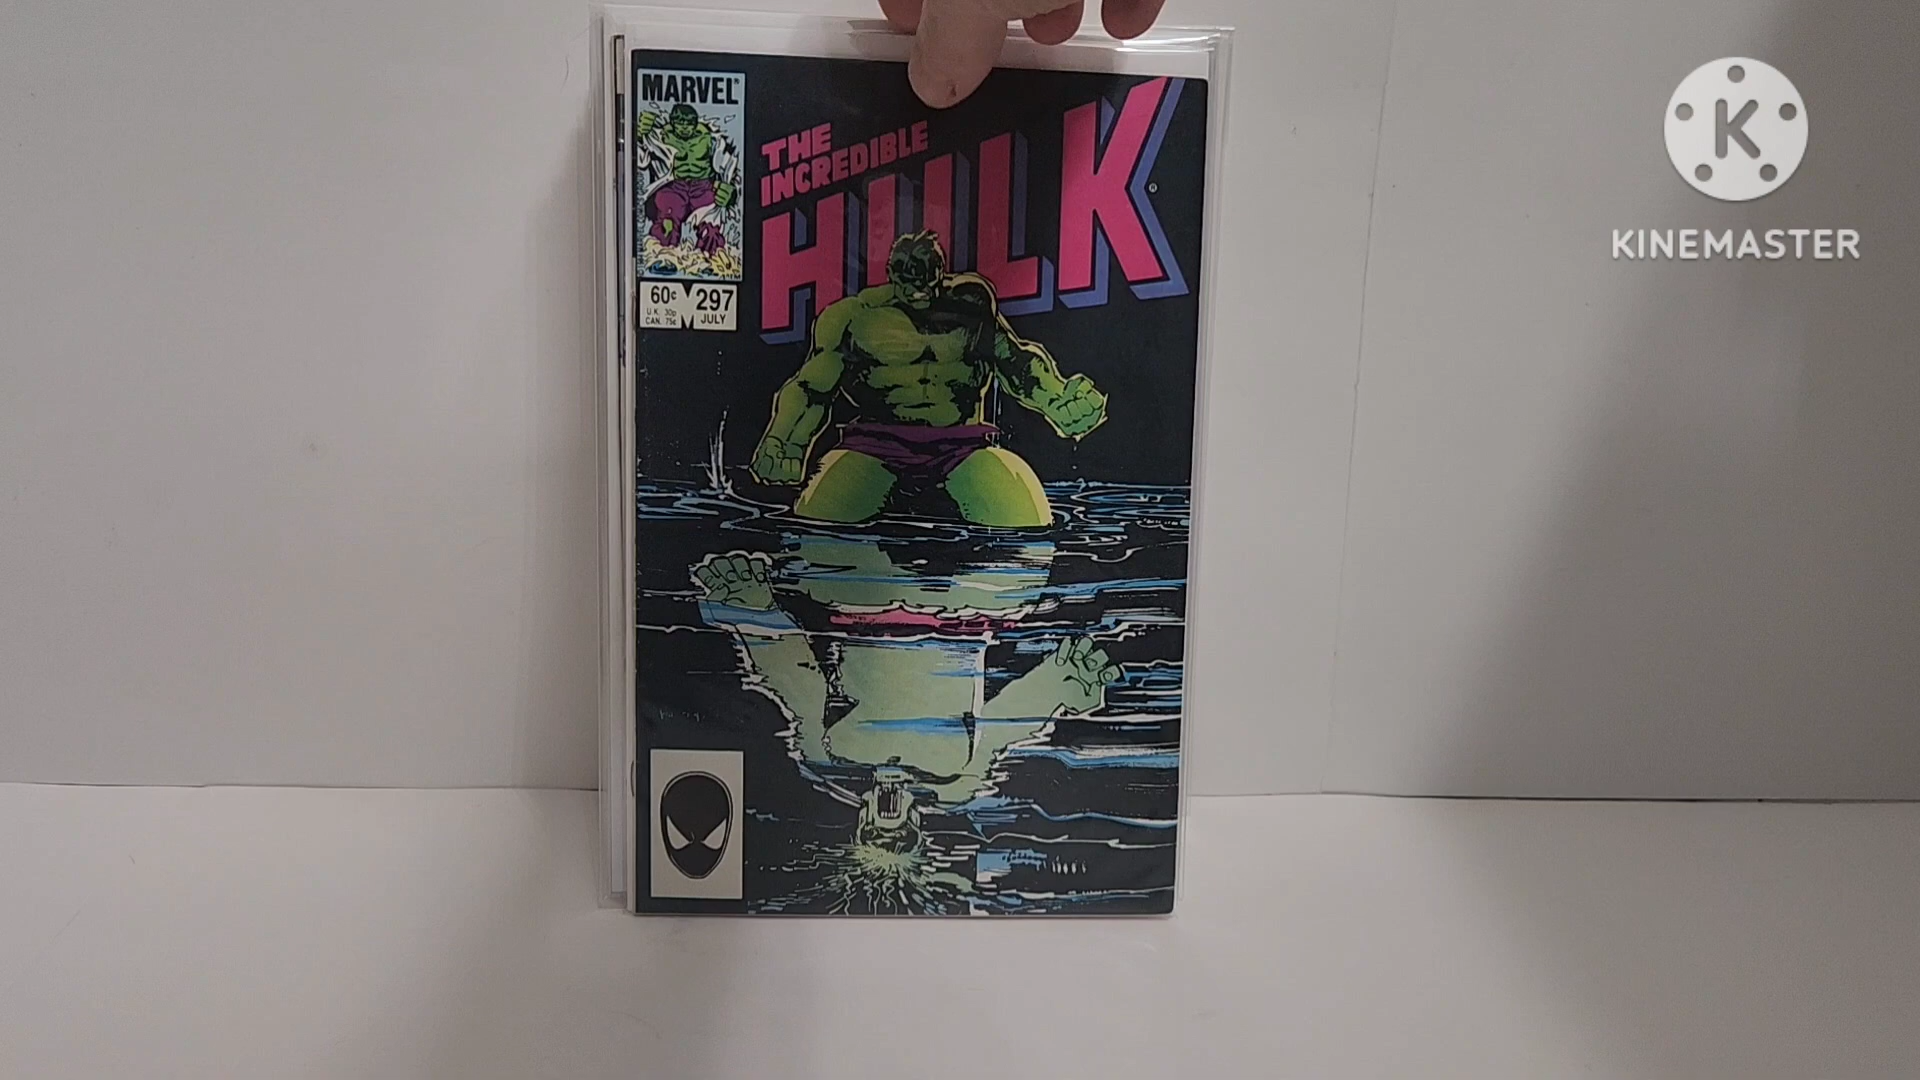 MARVEL®
THE
INCREDIBLE
HULK®
60¢ 297
U.K. 30p
CAN. 75¢ JULY
K
KINEMASTER